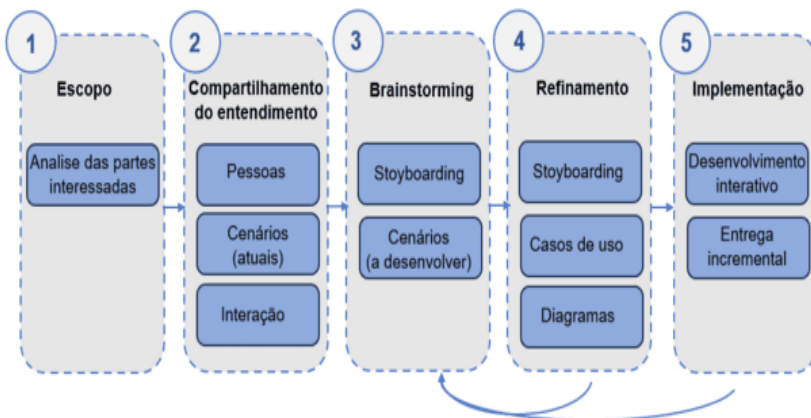 1
Escopo
Analise das partes
interessadas
2
Compartilhamento
do entendimento
Pessoas
Cenários
(atuais)
Interação
3
Brainstorming
Stoyboarding
Cenários
(a desenvolver)
4
Refinamento
Stoyboarding
Casos de uso
Diagramas
5
Implementação
Desenvolvimento
interativo
Entrega
incremental